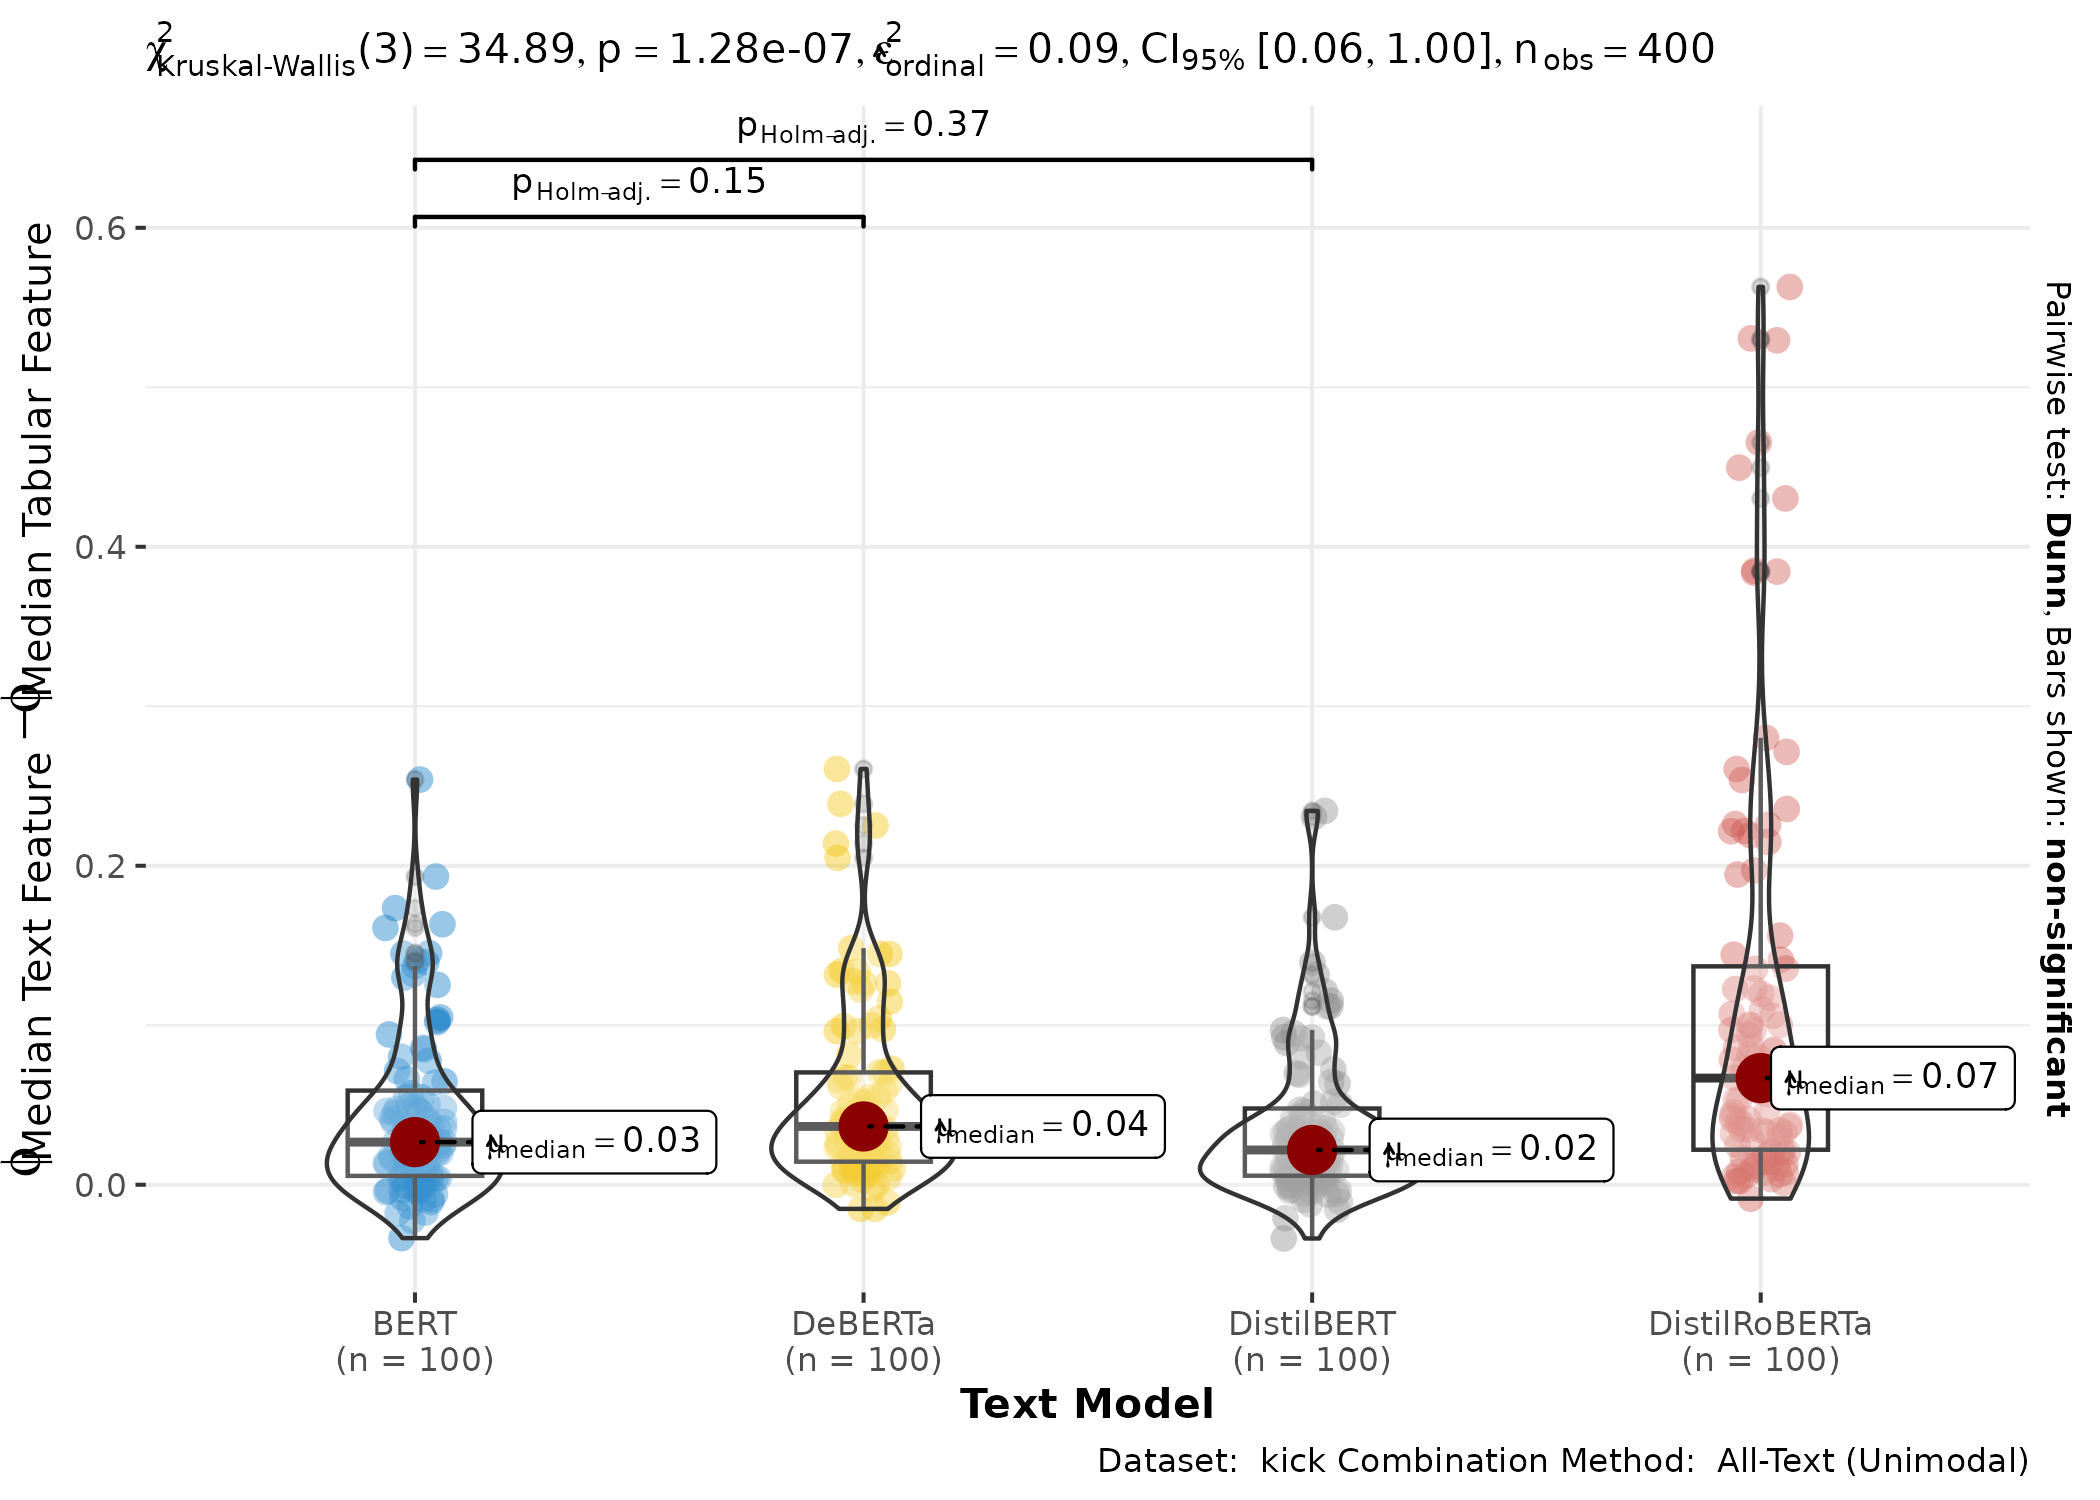 χ²Kruskal-Wallis(3) = 34.89, p = 1.28e-07, ε²ordinal = 0.09, CI95% [0.06, 1.00], nobs = 400
pHolm-adj. = 0.37
pHolm-adj. = 0.15
0.6
0.4
0.2
0.0
ϕMedian Text Feature − ϕMedian Tabular Feature
μ̂median = 0.03
μ̂median = 0.04
μ̂median = 0.02
μ̂median = 0.07
Pairwise test: Dunn, Bars shown: non-significant
BERT
(n = 100)
DeBERTa
(n = 100)
DistilBERT
(n = 100)
DistilRoBERTa
(n = 100)
Text Model
Dataset: kick Combination Method: All-Text (Unimodal)